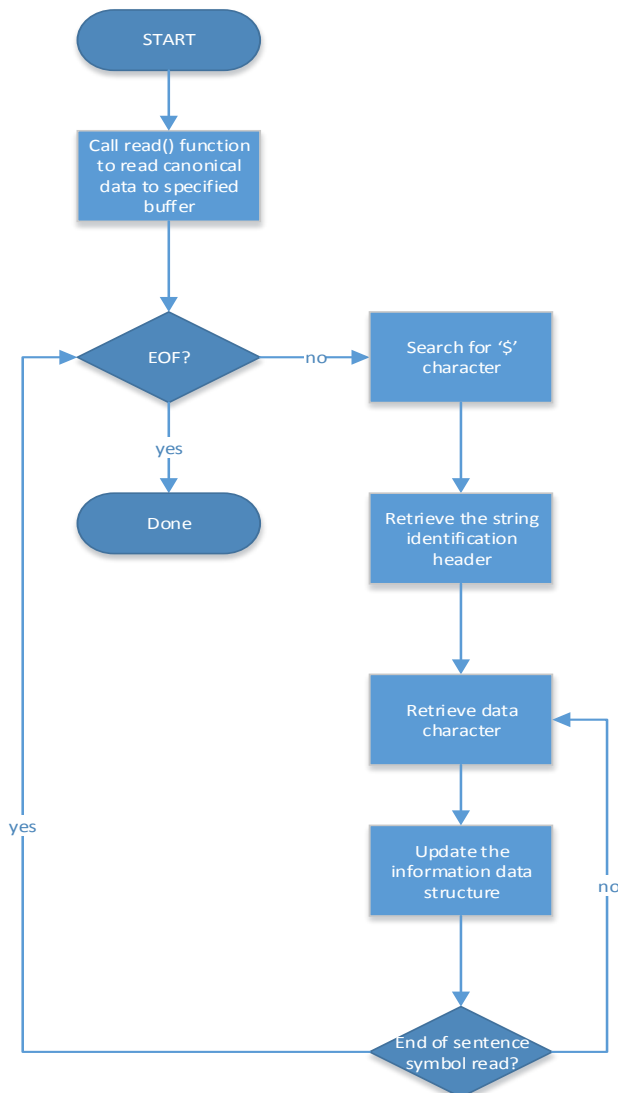 START
Call read() function
to read canonical
data to specified
buffer
EOF?
no
Search for ‘$’
character
yes
Done
Retrieve the string
identification
header
Retrieve data
character
Update the
information data
structure
yes
no
End of sentence
symbol read?